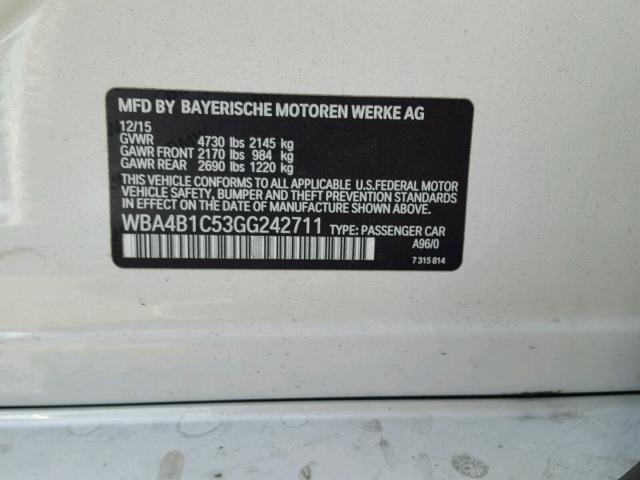 MFD BY BAYERISCHE MOTOREN WERKE AG
12/15
GVWR 4730 lbs 2145 kg
GAWR FRONT 2170 lbs 984 kg
GAWR REAR 2690 lbs 1220 kg
THIS VEHICLE CONFORMS TO ALL APPLICABLE U.S.FEDERAL MOTOR
VEHICLE SAFETY, BUMPER AND THEFT PREVENTION STANDARDS
IN EFFECT ON THE DATE OF MANUFACTURE SHOWN ABOVE.
WBA4B1C53GG242711 TYPE: PASSENGER CAR
A96/0
7 315 814